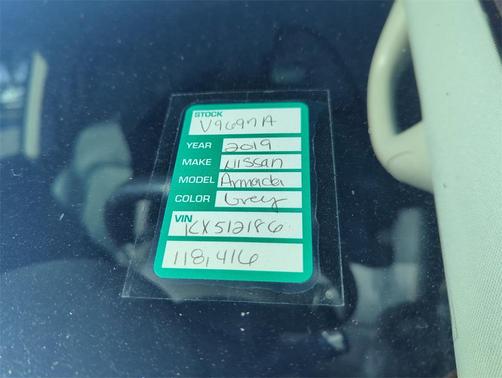 STOCK
V9697A
YEAR 2019
MAKE Nissan
MODEL Armada
COLOR Grey
VIN
KX512186
118,416